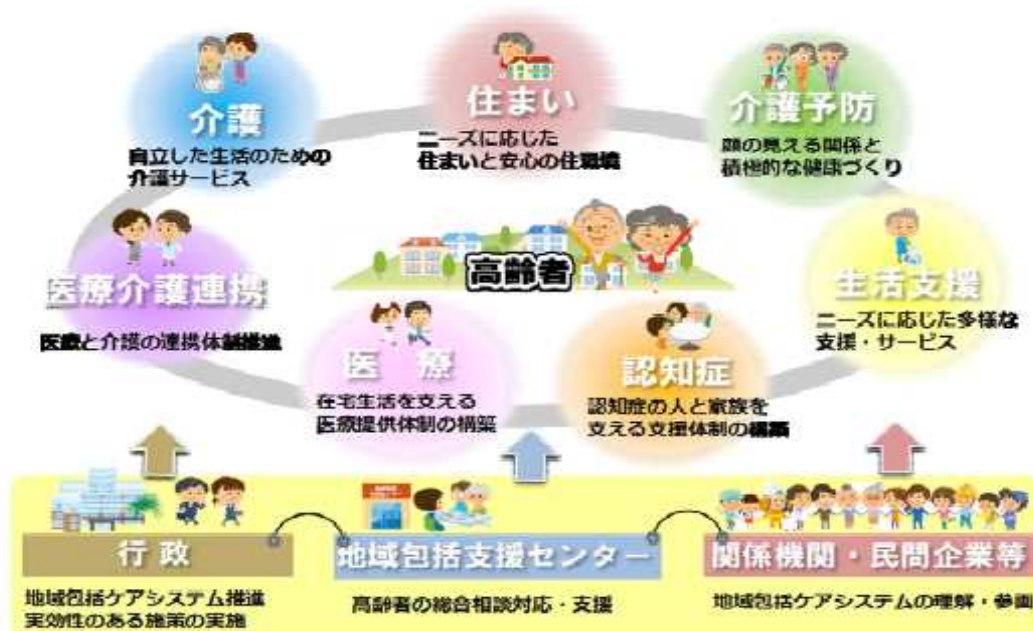 介護
自立した生活のための
介護サービス
住まい
ニーズに応じた
住まいと安心の住環境
介護予防
顔の見える関係と
積極的な健康づくり
医療介護連携
医療と介護の連携体制推進
高齢者
生活支援
ニーズに応じた多様な
支援・サービス
医療
在宅生活を支える
医療提供体制の構築
認知症
認知症の人と家族を
支える支援体制の構築
行政
地域包括ケアシステム推進
実効性のある施策の実施
地域包括支援センター
高齢者の総合相談対応・支援
関係機関・民間企業等
地域包括ケアシステムの理解・参画